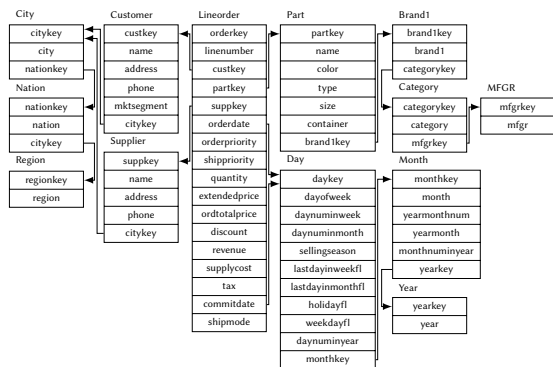 City
citykey
city
nationkey
Nation
nationkey
nation
citykey
Region
regionkey
region
Customer
custkey
name
address
phone
mktsegment
citykey
Supplier
suppkey
name
address
phone
citykey
Lineorder
orderkey
linenumber
custkey
partkey
suppkey
orderdate
orderpriority
shippriority
quantity
extendedprice
ordtotalprice
discount
revenue
supplycost
tax
commitdate
shipmode
Part
partkey
name
color
type
size
container
brand1key
Day
daykey
dayofweek
daynuminweek
daynuminmonth
sellingseason
lastdayinweekfl
lastdayinmonthfl
holidayfl
weekdayfl
daynuminyear
monthkey
Brand1
brand1key
brand1
categorykey
Category
categorykey
category
mfgrkey
MFGR
mfgrkey
mfgr
Month
monthkey
month
yearmonthnum
yearmonth
monthnuminyear
yearkey
Year
yearkey
year